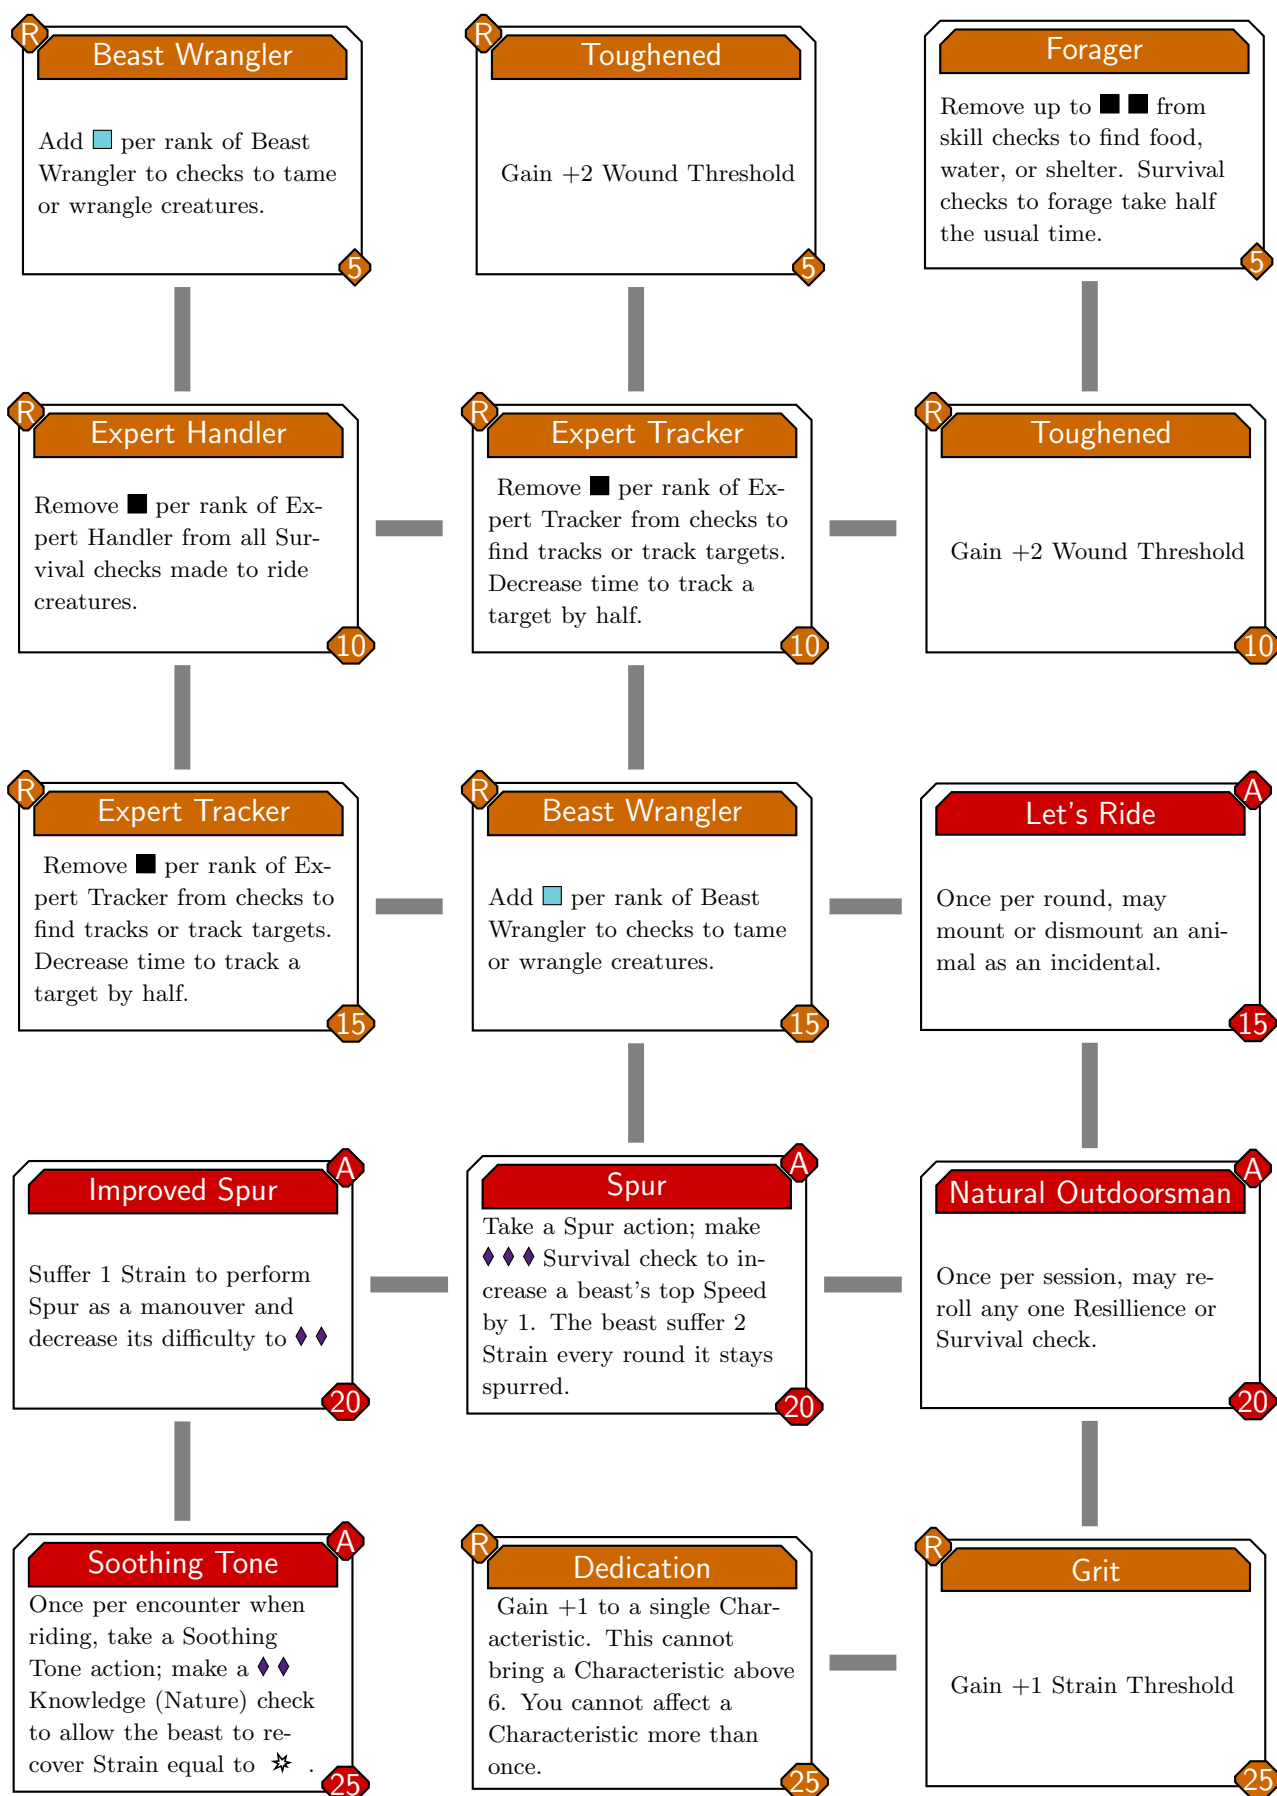 R
Beast Wrangler
Add per rank of Beast
Wrangler to checks to tame
or wrangle creatures.
5
R
Toughened
Gain +2 Wound Threshold
5
Forager
Remove up to from
skill checks to find food,
water, or shelter. Survival
checks to forage take half
the usual time.
5
R
Expert Handler
Remove per rank of Ex-
pert Handler from all Sur-
vival checks made to ride
creatures.
10
R
Expert Tracker
Remove per rank of Ex-
pert Tracker from checks to
find tracks or track targets.
Decrease time to track a
target by half.
10
R
Toughened
Gain +2 Wound Threshold
10
R
Expert Tracker
Remove per rank of Ex-
pert Tracker from checks to
find tracks or track targets.
Decrease time to track a
target by half.
15
R
Beast Wrangler
Add per rank of Beast
Wrangler to checks to tame
or wrangle creatures.
15
A
Let's Ride
Once per round, may
mount or dismount an ani-
mal as an incidental.
15
A
Improved Spur
Suffer 1 Strain to perform
Spur as a manouver and
decrease its difficulty to
20
A
Spur
Take a Spur action; make
Survival check to in-
crease a beast's top Speed
by 1. The beast suffer 2
Strain every round it stays
spurred.
20
A
Natural Outdoorsman
Once per session, may re-
roll any one Resillience or
Survival check.
20
A
Soothing Tone
Once per encounter when
riding, take a Soothing
Tone action; make a
Knowledge (Nature) check
to allow the beast to re-
cover Strain equal to .
25
R
Dedication
Gain +1 to a single Char-
acteristic. This cannot
bring a Characteristic above
6. You cannot affect a
Characteristic more than
once.
25
R
Grit
Gain +1 Strain Threshold
25